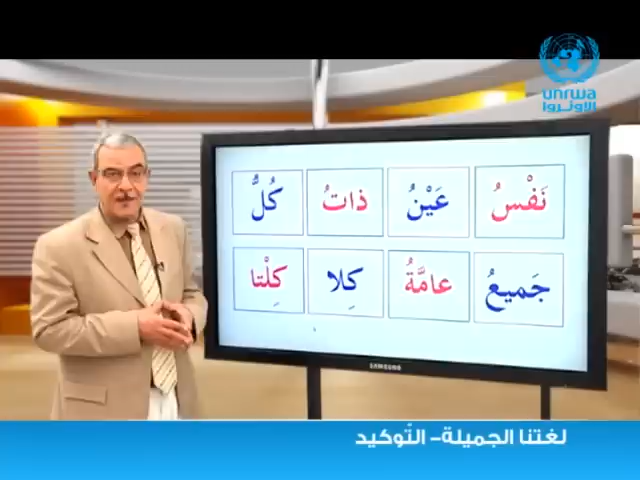 unrwa
الأونروا
نَفْسُ عَيْنُ ذاتُ كُلُّ
جَميعُ عامَّةُ كِلا كِلْتا
SAMSUNG
لغتنا الجميلة- التّوكيد